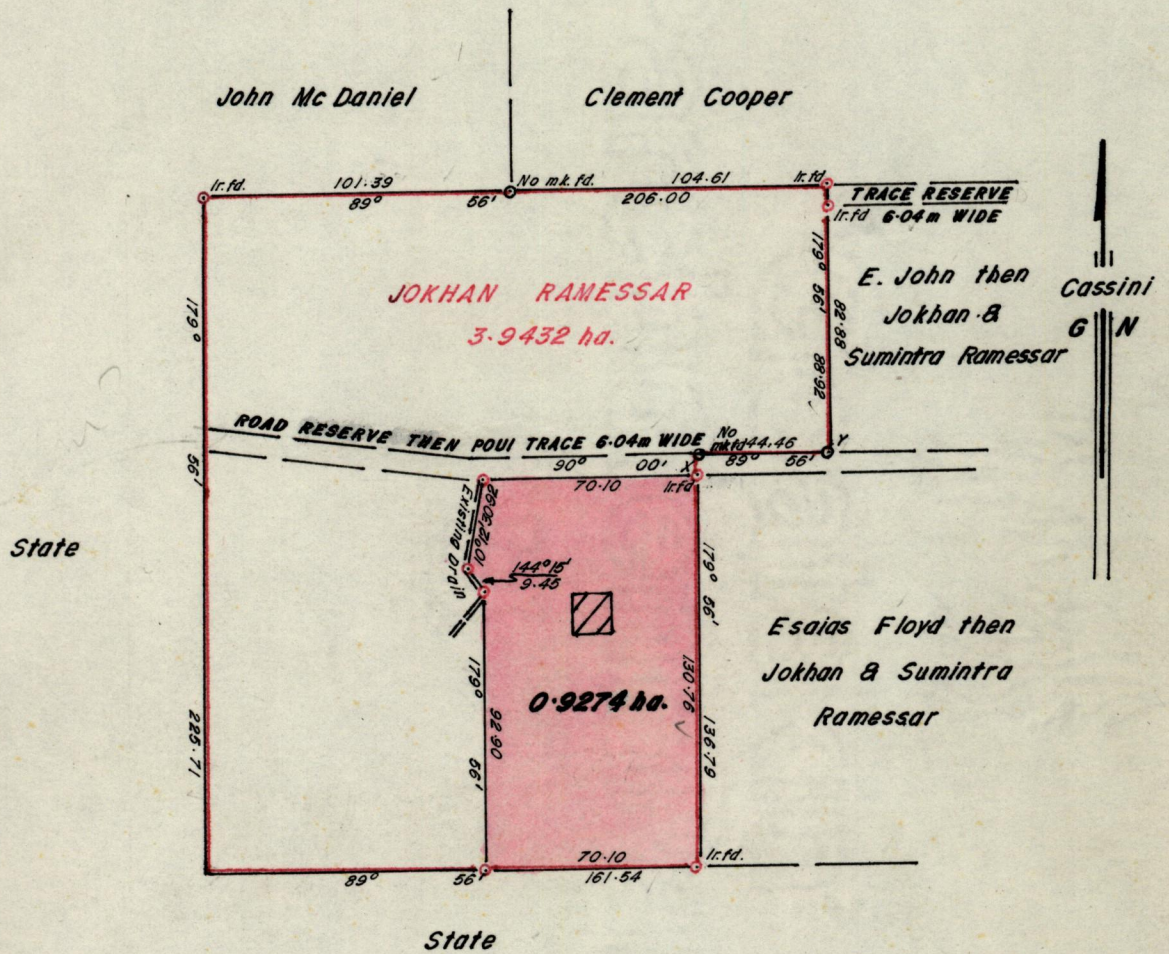 John Mc Daniel
Clement Cooper
Ir. fd.
101·39
No mk. fd.
104·61
Ir. fd
89° 56'
206·00
TRACE RESERVE
Ir. fd 6·04m WIDE
JOKHAN RAMESSAR
3·9432 ha.
179° 56'
82·88
88·92
E. John then
Jokhan &
Sumintra Ramessar
Cassini
G N
179° 56'
225·71
ROAD RESERVE THEN POUI TRACE 6·04m WIDE
No
mk fd
44·46
Y
90° 00'
X
89° 56'
70·10
Ir. fd
Existing Drain
10°12'
144° 15'
9·45
State
179° 56'
92·90
0·9274 ha.
179° 56'
130·76
136·79
Esaias Floyd then
Jokhan & Sumintra
Ramessar
70·10
Ir. fd.
89° 56'
161·54
State